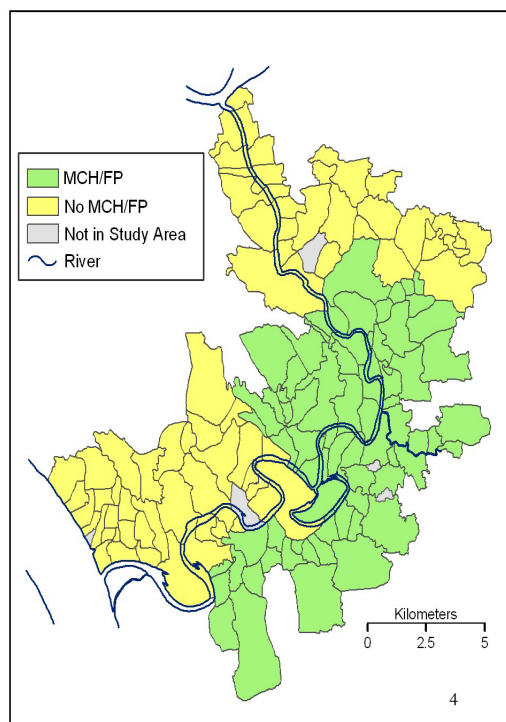 MCH/FP
No MCH/FP
Not in Study Area
River
Kilometers
0 2.5 5
4